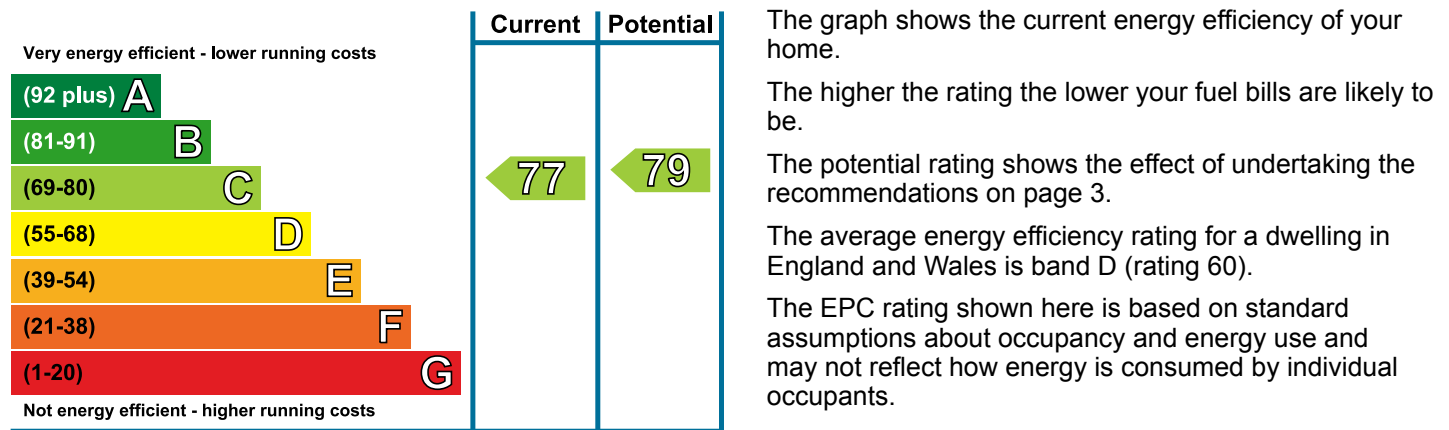 Current Potential
Very energy efficient - lower running costs
(92 plus) A
(81-91) B
(69-80) C
(55-68) D
(39-54) E
(21-38) F
(1-20) G
Not energy efficient - higher running costs
77
79
The graph shows the current energy efficiency of your
home.
The higher the rating the lower your fuel bills are likely to
be.
The potential rating shows the effect of undertaking the
recommendations on page 3.
The average energy efficiency rating for a dwelling in
England and Wales is band D (rating 60).
The EPC rating shown here is based on standard
assumptions about occupancy and energy use and
may not reflect how energy is consumed by individual
occupants.